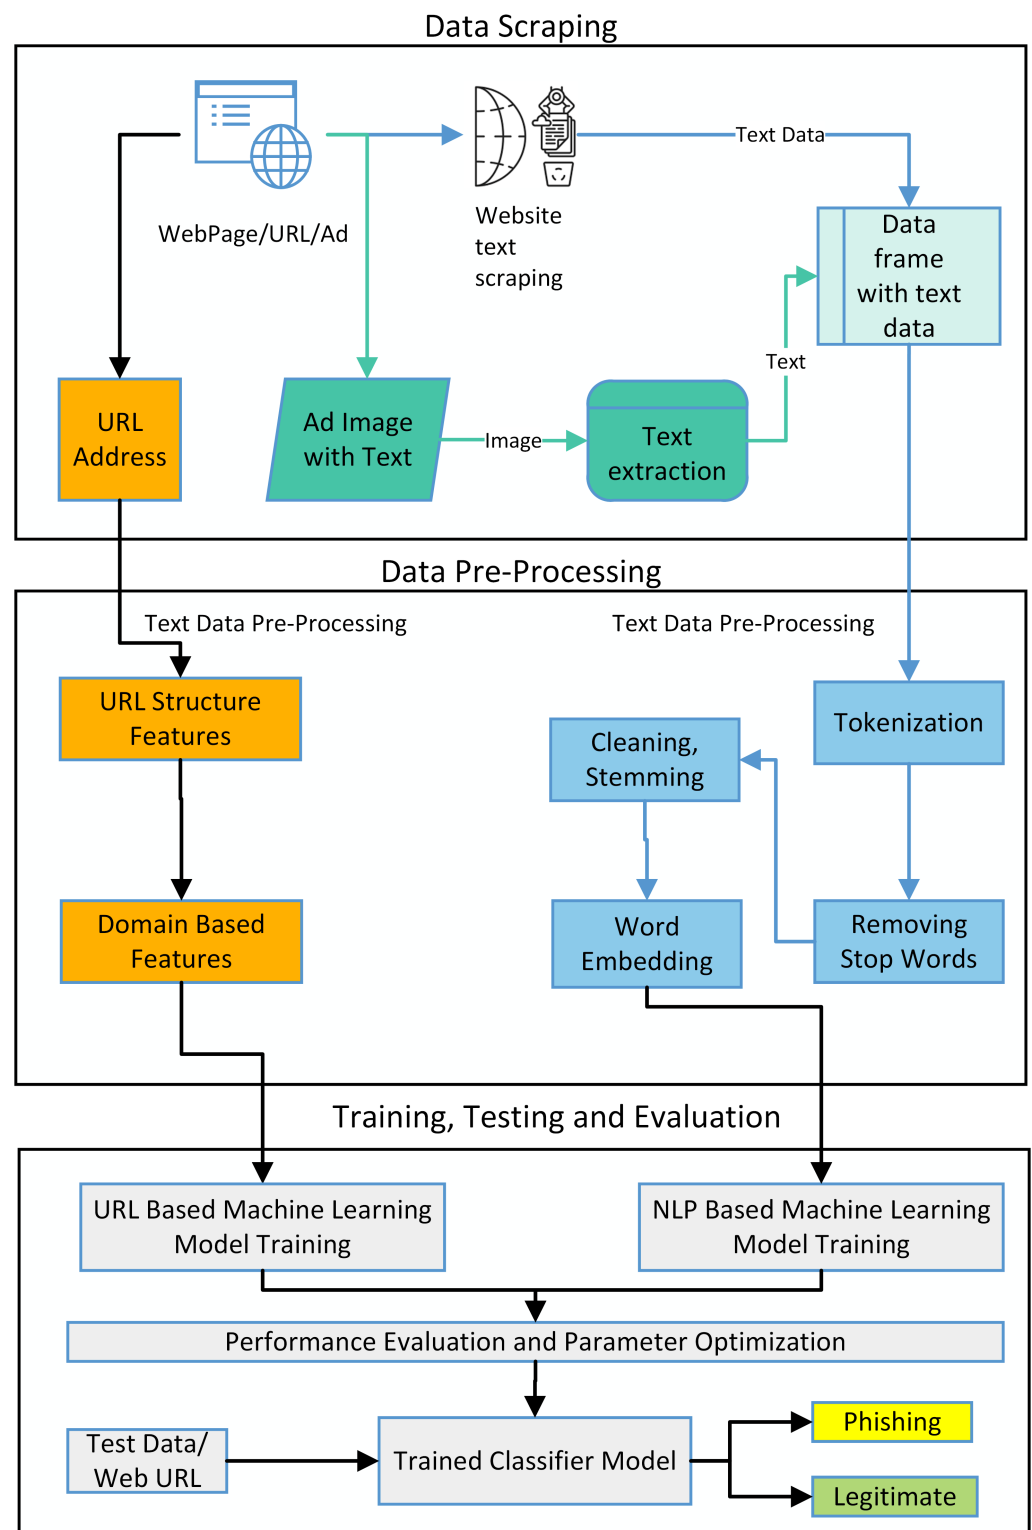 Data Scraping
Text Data
WebPage/URL/Ad
Website
text
scraping
Data
frame
with text
data
Text
URL
Address
Ad Image
with Text
Image
Text
extraction
Data Pre-Processing
Text Data Pre-Processing
Text Data Pre-Processing
URL Structure
Features
Cleaning,
Stemming
Tokenization
Domain Based
Features
Word
Embedding
Removing
Stop Words
Training, Testing and Evaluation
URL Based Machine Learning
Model Training
NLP Based Machine Learning
Model Training
Performance Evaluation and Parameter Optimization
Test Data/
Web URL
Trained Classifier Model
Phishing
Legitimate